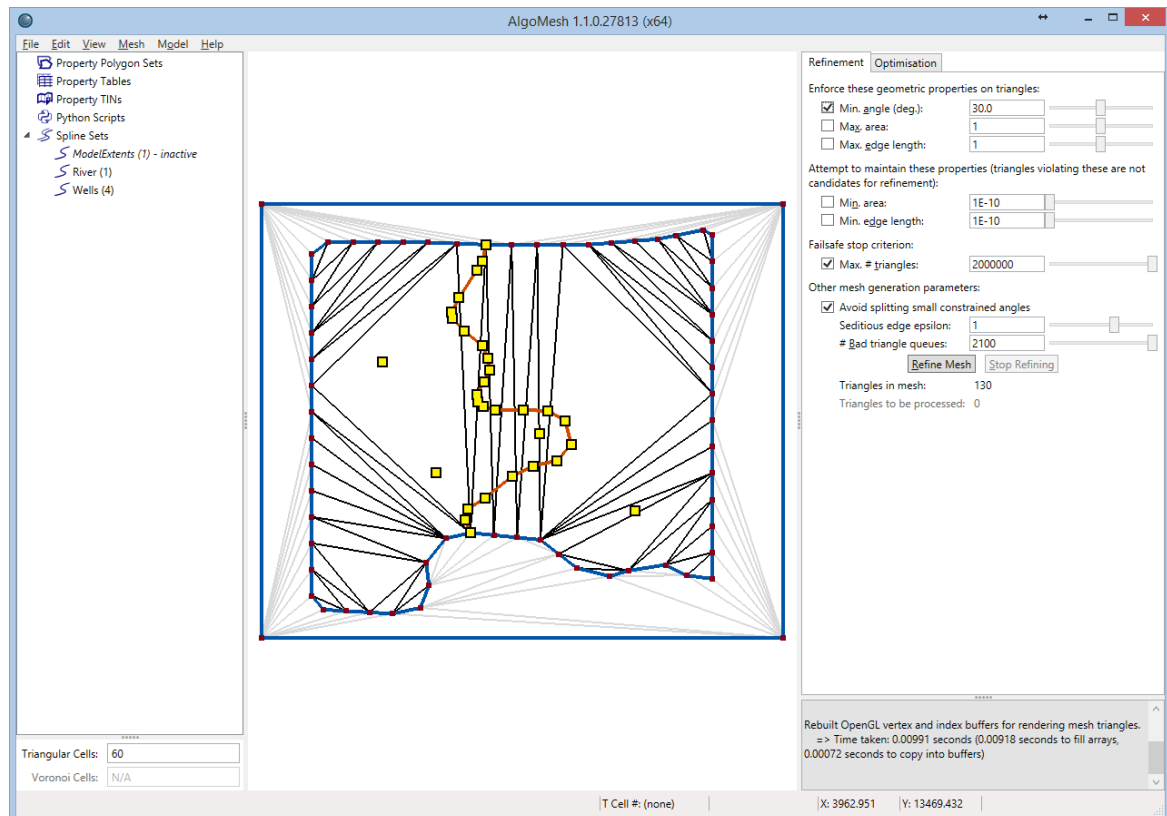 AlgoMesh 1.1.0.27813 (x64)
File Edit View Mesh Model Help
Property Polygon Sets
Property Tables
Property TINs
Python Scripts
Spline Sets
ModelExtents (1) - inactive
River (1)
Wells (4)
Triangular Cells: 60
Voronoi Cells: N/A
Refinement Optimisation
Enforce these geometric properties on triangles:
Min. angle (deg.): 30.0
Max. area: 1
Max. edge length: 1
Attempt to maintain these properties (triangles violating these are not
candidates for refinement):
Min. area: 1E-10
Min. edge length: 1E-10
Failsafe stop criterion:
Max. # triangles: 2000000
Other mesh generation parameters:
Avoid splitting small constrained angles
Seditious edge epsilon: 1
# Bad triangle queues: 2100
Refine Mesh Stop Refining
Triangles in mesh: 130
Triangles to be processed: 0
Rebuilt OpenGL vertex and index buffers for rendering mesh triangles.
=> Time taken: 0.00991 seconds (0.00918 seconds to fill arrays,
0.00072 seconds to copy into buffers)
T Cell #: (none) X: 3962.951 Y: 13469.432